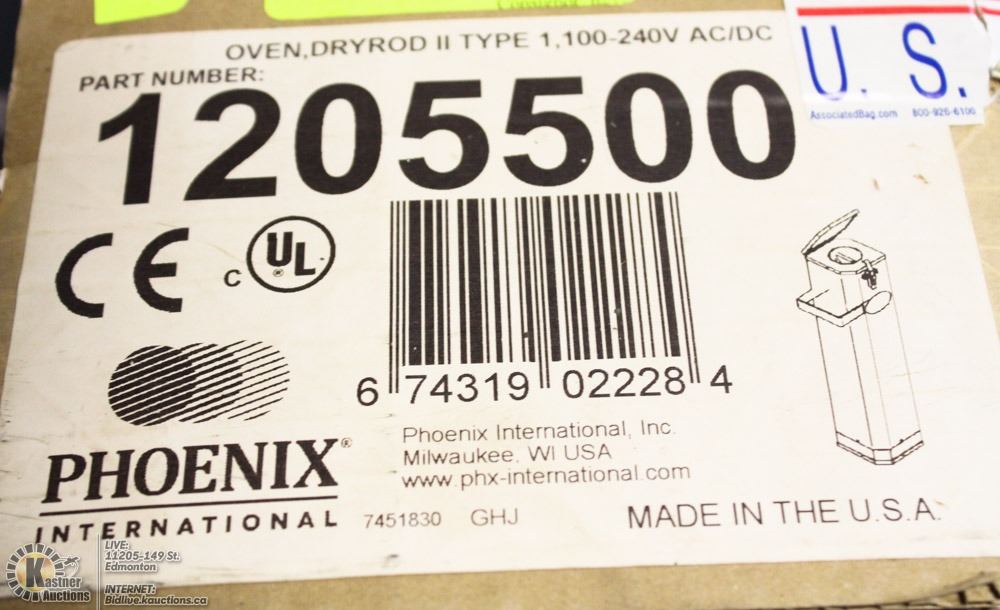 OVEN,DRYROD II TYPE 1,100-240V AC/DC
PART NUMBER:
1205500
U. S.
AssociatedBag.com 800-926-6100
CE
C UL ®
6 74319 02228 4
PHOENIX®
INTERNATIONAL
Phoenix International, Inc.
Milwaukee, WI USA
www.phx-international.com
7451830 GHJ
MADE IN THE U.S.A.
K
Kastner
Auctions
LIVE:
11205-149 St.
Edmonton
INTERNET:
Bidlive.kauctions.ca